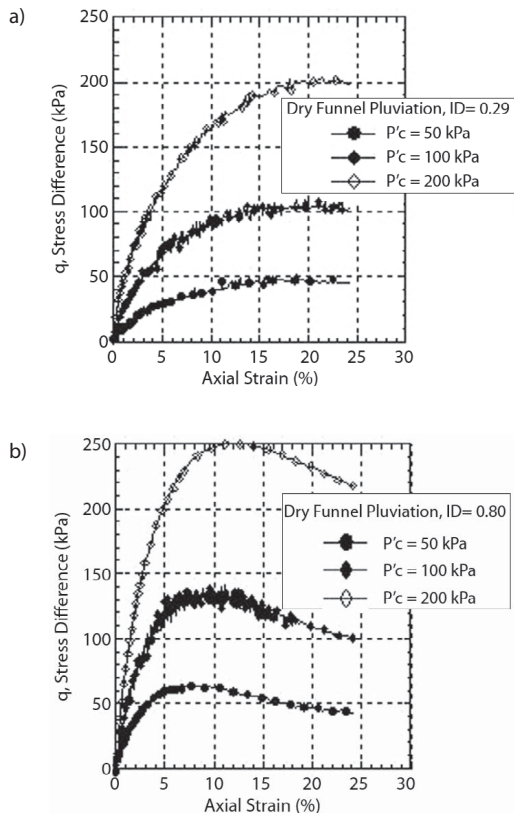 a)
250
200
150
100
50
0
q, Stress Difference (kPa)
Dry Funnel Pluviation, ID= 0.29
P'c = 50 kPa
P'c = 100 kPa
P'c = 200 kPa
0 5 10 15 20 25 30
Axial Strain (%)
b)
250
200
150
100
50
0
q, Stress Difference (kPa)
Dry Funnel Pluviation, ID= 0.80
P'c = 50 kPa
P'c = 100 kPa
P'c = 200 kPa
0 5 10 15 20 25 30
Axial Strain (%)